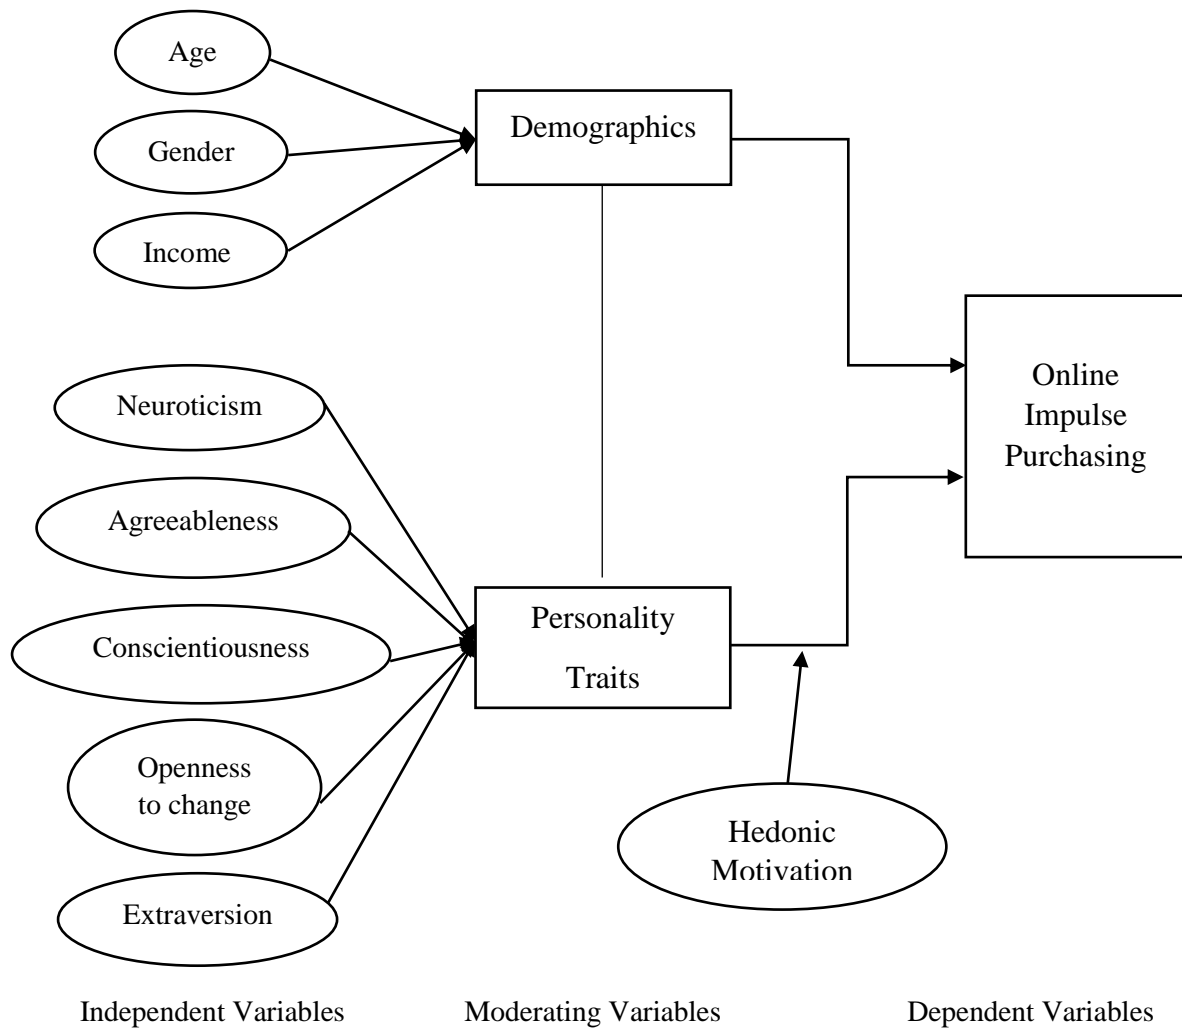 Age
Gender
Income
Demographics
Neuroticism
Agreeableness
Conscientiousness
Openness
to change
Extraversion
Personality
Traits
Hedonic
Motivation
Online
Impulse
Purchasing
Independent Variables
Moderating Variables
Dependent Variables